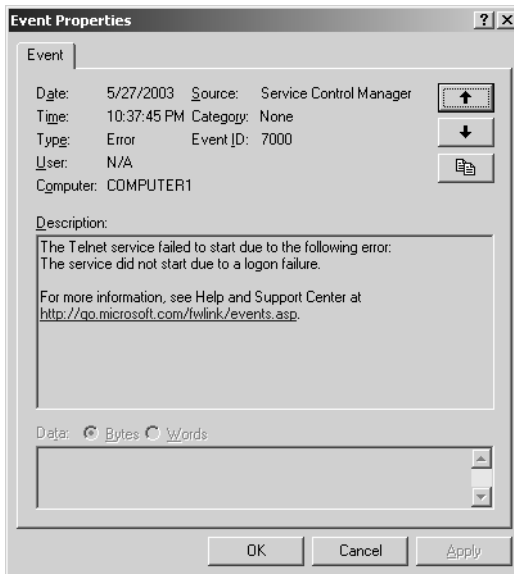 Event Properties
Event
Date: 5/27/2003 Source: Service Control Manager
Time: 10:37:45 PM Category: None
Type: Error Event ID: 7000
User: N/A
Computer: COMPUTER1
Description:
The Telnet service failed to start due to the following error:
The service did not start due to a logon failure.
For more information, see Help and Support Center at
http://go.microsoft.com/fwlink/events.asp.
Data: Bytes Words
OK Cancel Apply